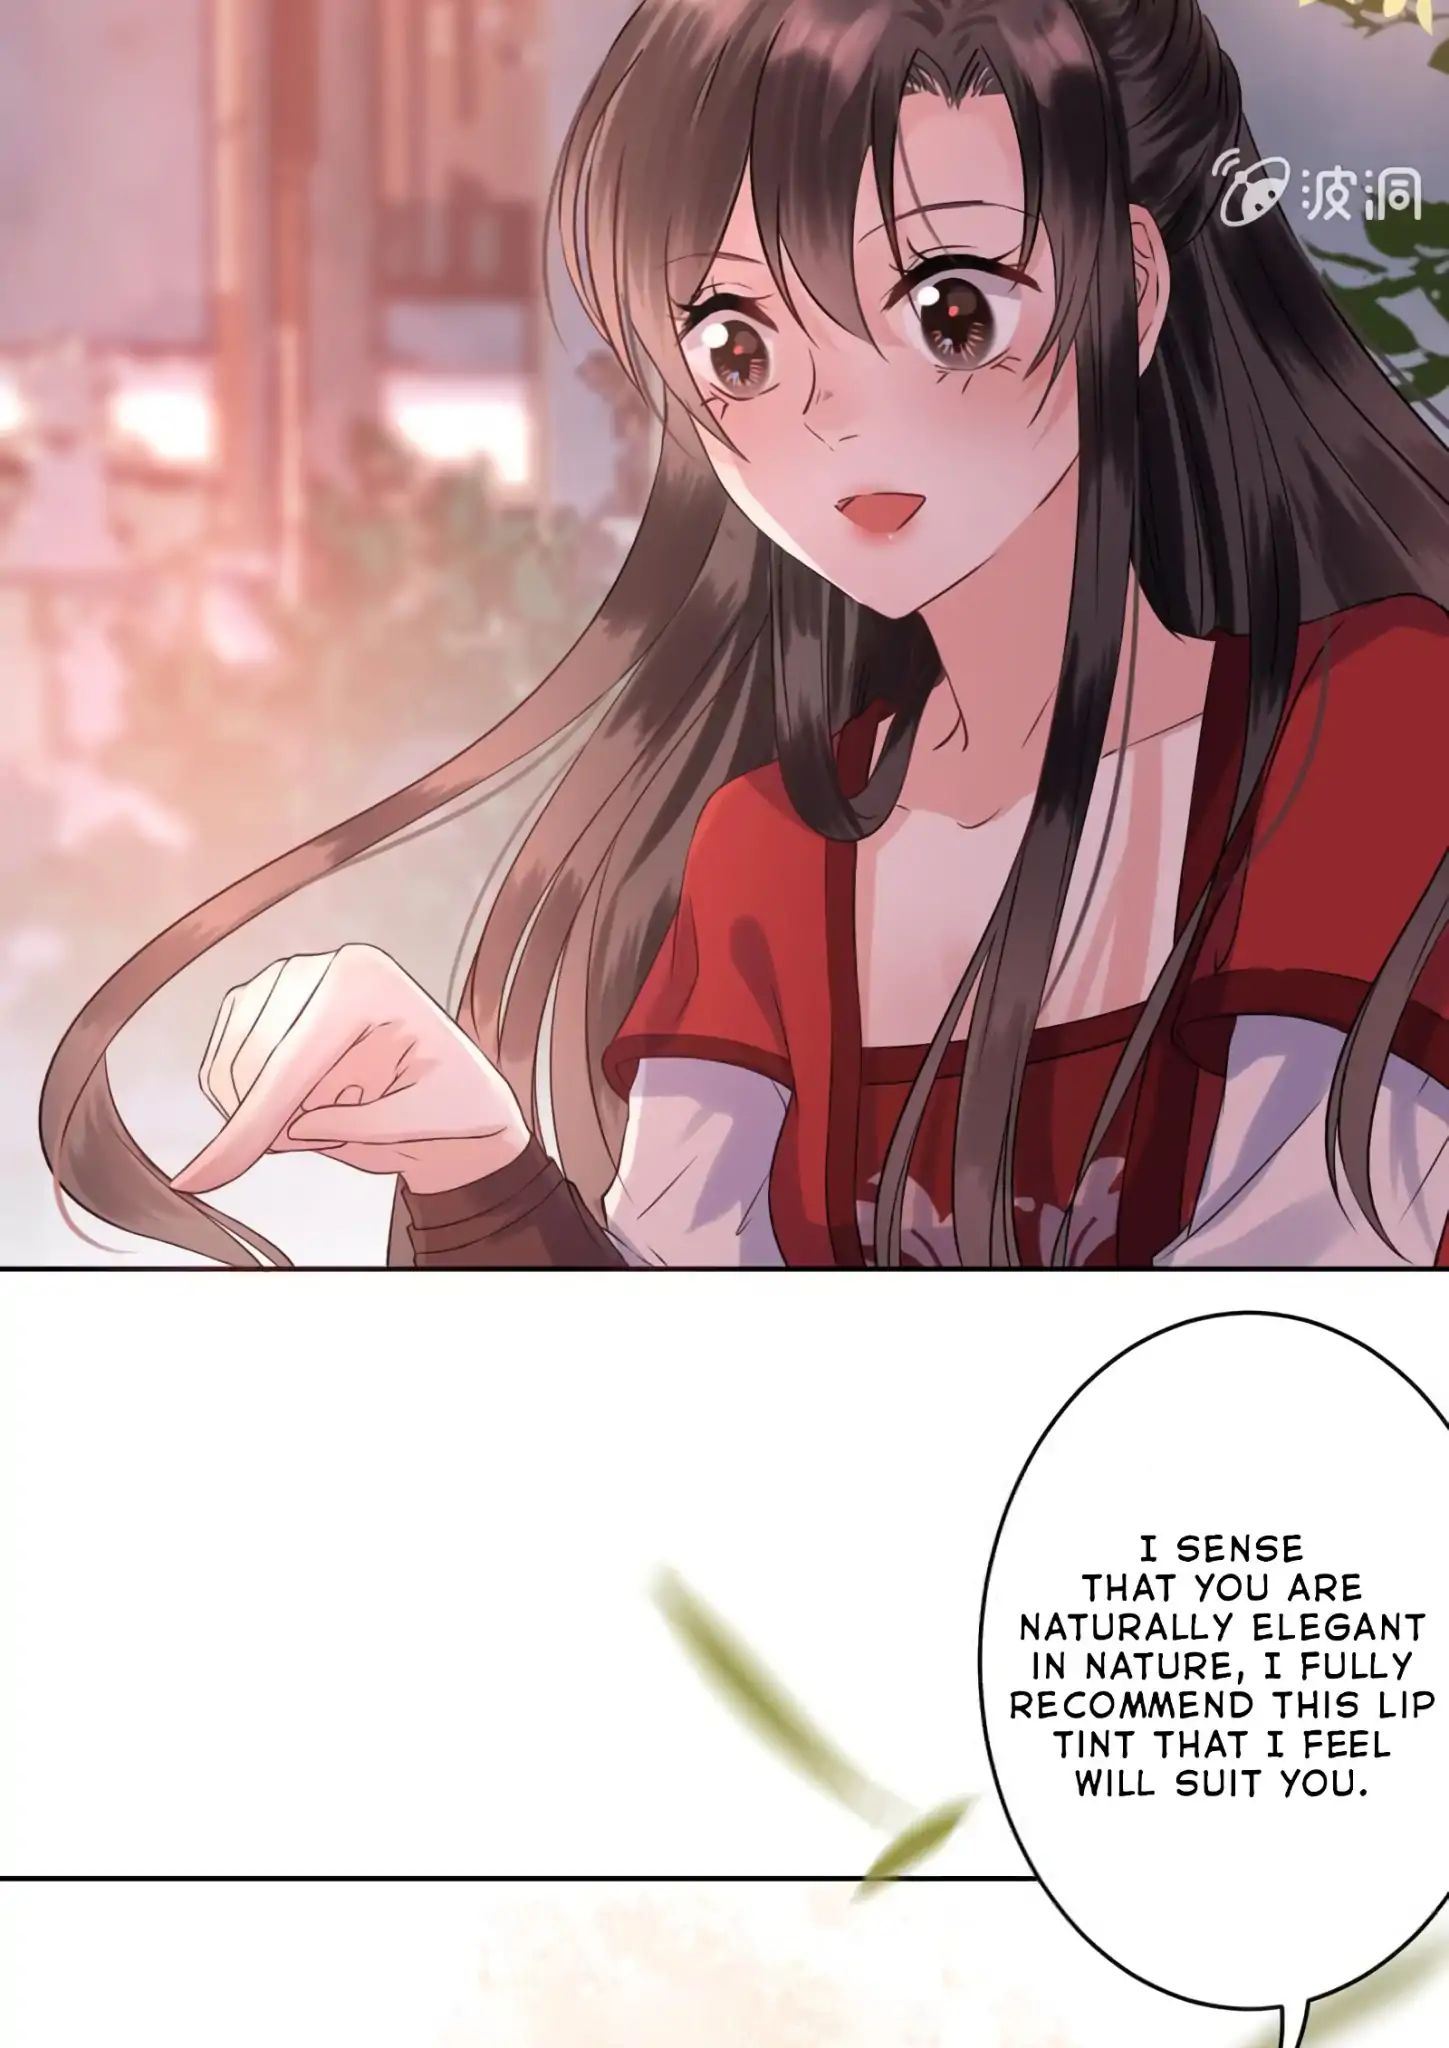 波洞
I SENSE
THAT YOU ARE
NATURALLY ELEGANT
IN NATURE, I FULLY
RECOMMEND THIS LIP
TINT THAT I FEEL
WILL SUIT YOU.